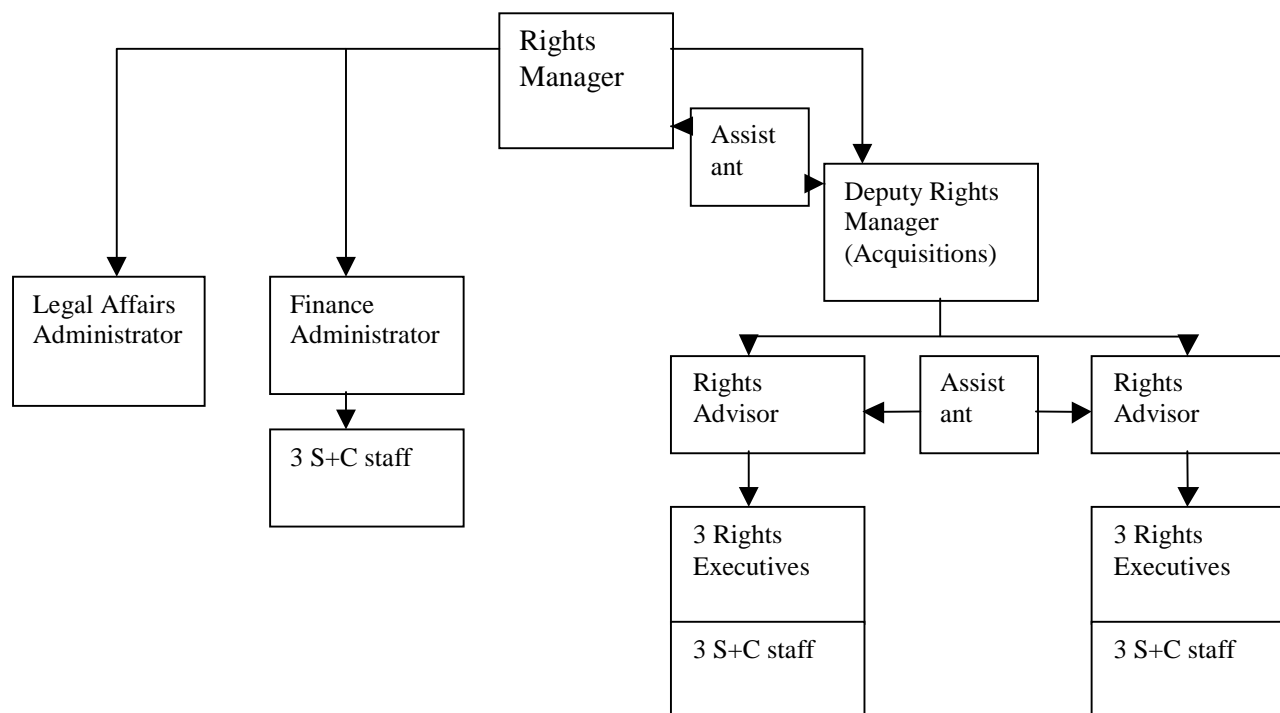 Rights
Manager
Assist
ant
Deputy Rights
Manager
(Acquisitions)
Legal Affairs
Administrator
Finance
Administrator
Rights
Advisor
Assist
ant
Rights
Advisor
3 S+C staff
3 Rights
Executives
3 Rights
Executives
3 S+C staff
3 S+C staff